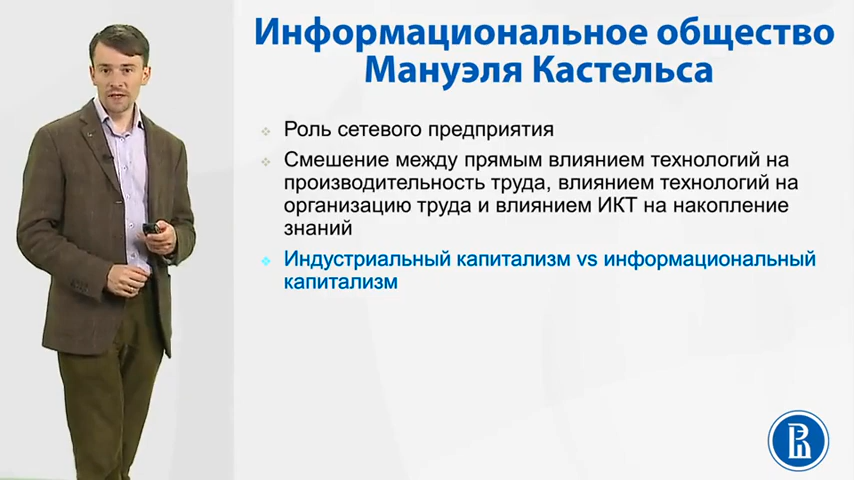 Информациональное общество
Мануэля Кастельса
Роль сетевого предприятия
Смешение между прямым влиянием технологий на
производительность труда, влиянием технологий на
организацию труда и влиянием ИКТ на накопление
знаний
Индустриальный капитализм vs информациональный
капитализм